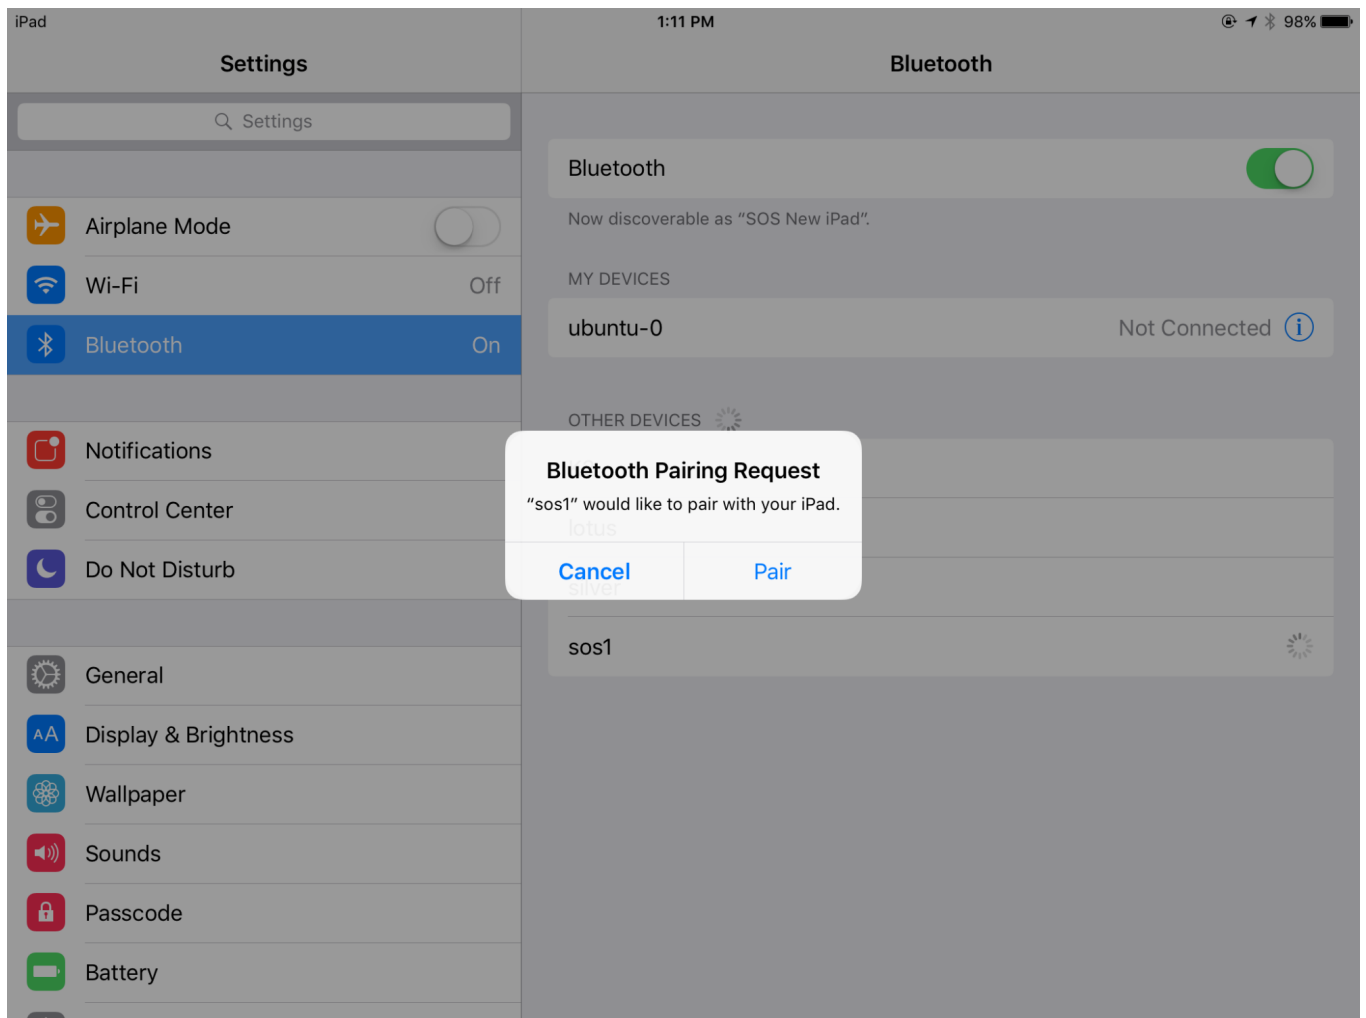 iPad
1:11 PM
98%
Settings
Bluetooth
Settings
Airplane Mode
Wi-Fi Off
Bluetooth On
Notifications
Control Center
Do Not Disturb
General
Display & Brightness
Wallpaper
Sounds
Passcode
Battery
Bluetooth
Now discoverable as “SOS New iPad”.
MY DEVICES
ubuntu-0 Not Connected
OTHER DEVICES
Bluetooth Pairing Request
“sos1” would like to pair with your iPad.
lotus
Cancel Pair
silver
sos1